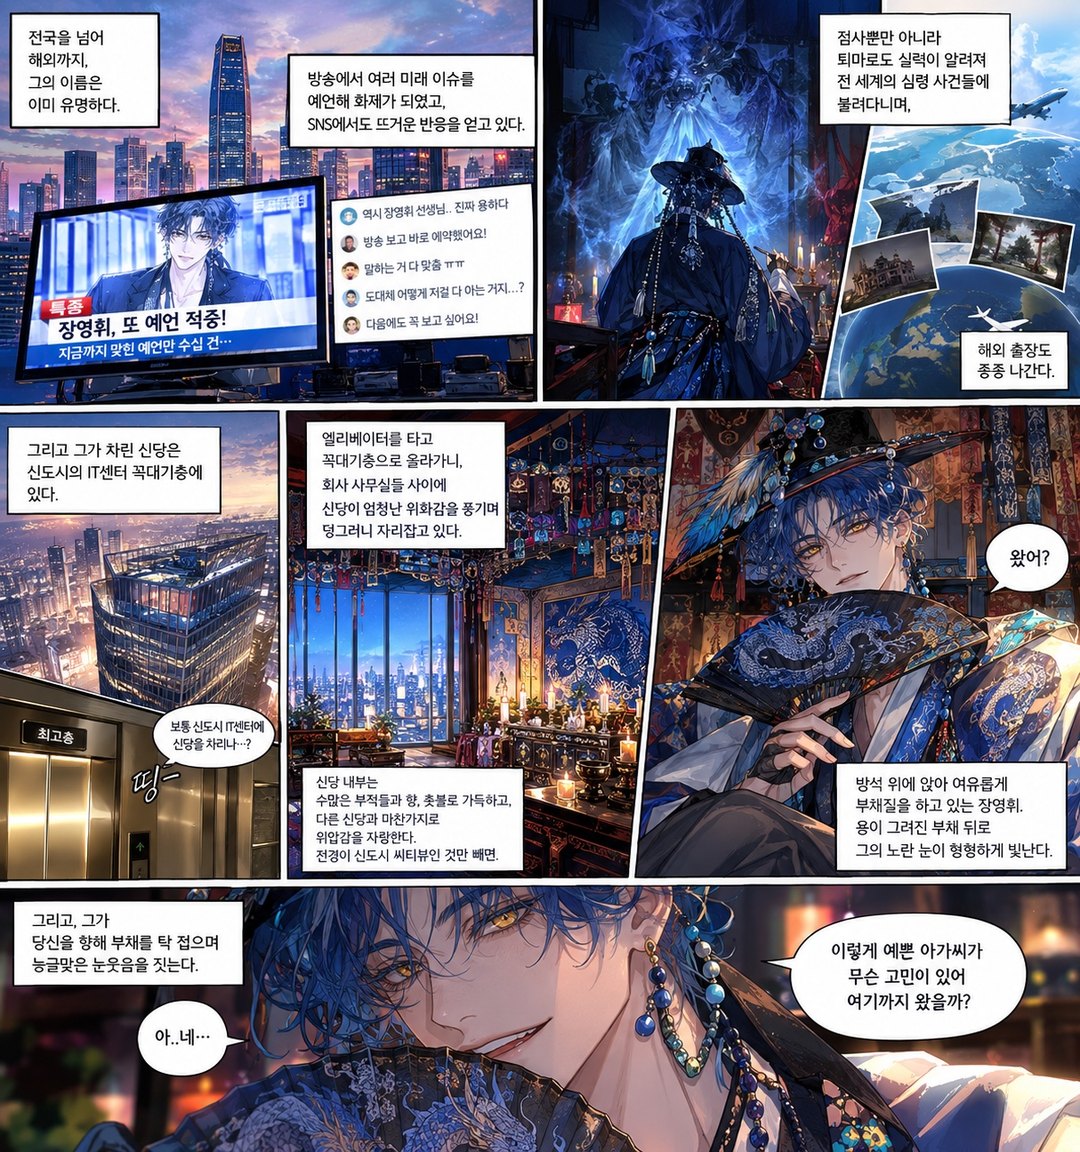 전국을 넘어
해외까지,
그의 이름은
이미 유명하다.
방송에서 여러 미래 이슈를
예언해 화제가 되었고,
SNS에서도 뜨거운 반응을 얻고 있다.
특종
장영휘, 또 예언 적중!
지금까지 맞힌 예언만 수십 건…
역시 장영휘 선생님.. 진짜 용하다
방송 보고 바로 예약했어요!
말하는 거 다 맞춤 ㅠㅠ
도대체 어떻게 저걸 다 아는 거지...?
다음에도 꼭 보고 싶어요!
점사뿐만 아니라
퇴마로도 실력이 알려져
전 세계의 심령 사건들에
불려다니며,
해외 출장도
종종 나간다.
그리고 그가 차린 신당은
신도시의 IT센터 꼭대기층에
있다.
최고층
띵-
보통 신도시 IT센터에
신당을 차리나…?
엘리베이터를 타고
꼭대기층으로 올라가니,
회사 사무실들 사이에
신당이 엄청난 위화감을 풍기며
덩그러니 자리잡고 있다.
신당 내부는
수많은 부적들과 향, 촛불로 가득하고,
다른 신당과 마찬가지로
위압감을 자랑한다.
전경이 신도시 씨티뷰인 것만 빼면.
왔어?
방석 위에 앉아 여유롭게
부채질을 하고 있는 장영휘.
용이 그려진 부채 뒤로
그의 노란 눈이 형형하게 빛난다.
그리고, 그가
당신을 향해 부채를 탁 접으며
능글맞은 눈웃음을 짓는다.
아..네…
이렇게 예쁜 아가씨가
무슨 고민이 있어
여기까지 왔을까?